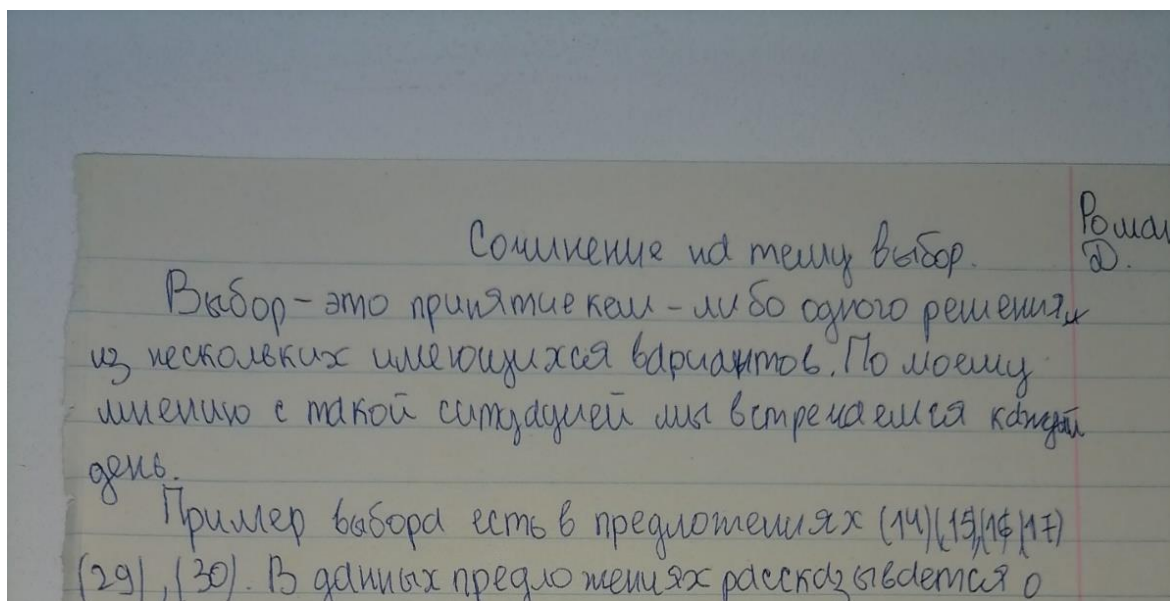 Сочинение на тему выбор.
Рома
Д.
Выбор - это принятие кем-либо одного решения
из нескольких имеющихся вариантов. По моему
мнению с такой ситуацией мы встречаемся каждый
день.
Пример выбора есть в предложениях (14),(15),(16)(17)
(29), (30). В данных предложениях рассказывается о